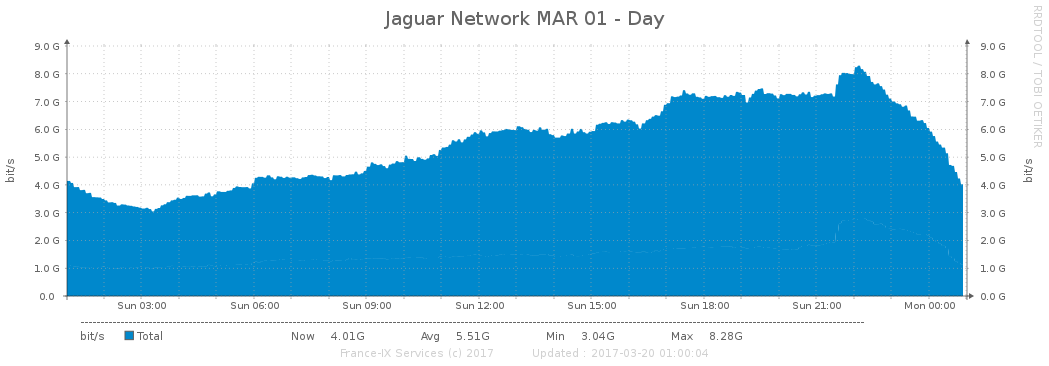 Jaguar Network MAR 01 - Day
RRDTOOL / TOBI OETIKER
bit/s
9.0 G
8.0 G
7.0 G
6.0 G
5.0 G
4.0 G
3.0 G
2.0 G
1.0 G
0.0
9.0 G
8.0 G
7.0 G
6.0 G
5.0 G
4.0 G
3.0 G
2.0 G
1.0 G
0.0 G
bit/s
Sun 03:00 Sun 06:00 Sun 09:00 Sun 12:00 Sun 15:00 Sun 18:00 Sun 21:00 Mon 00:00
bit/s Total Now 4.01G Avg 5.51G Min 3.04G Max 8.28G
France-IX Services (c) 2017 Updated : 2017-03-20 01:00:04